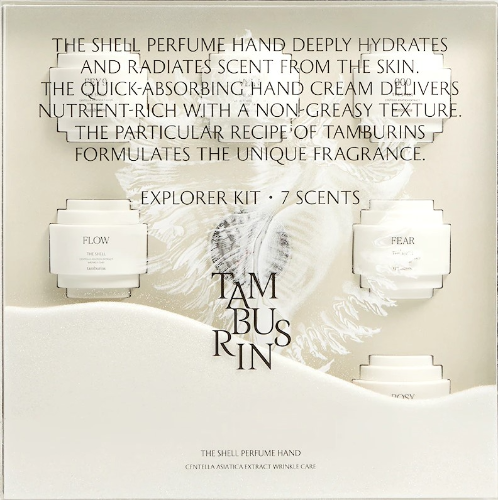 THE SHELL PERFUME HAND DEEPLY HYDRATES
AND RADIATES SCENT FROM THE SKIN.
THE QUICK-ABSORBING HAND CREAM DELIVERS
NUTRIENT-RICH WITH A NON-GREASY TEXTURE.
THE PARTICULAR RECIPE OF TAMBURINS
FORMULATES THE UNIQUE FRAGRANCE.
EXPLORER KIT · 7 SCENTS
FLOW
THE SHELL
FEAR
TAM
BUS
RIN
THE SHELL PERFUME HAND
CENTELLA ASIATICA EXTRACT WRINKLE CARE